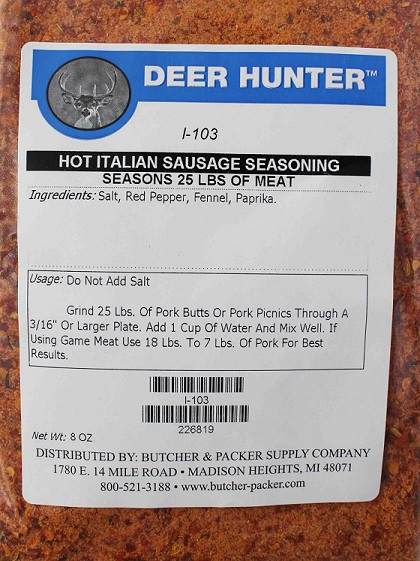 DEER HUNTER™
I-103
HOT ITALIAN SAUSAGE SEASONING
SEASONS 25 LBS OF MEAT
Ingredients: Salt, Red Pepper, Fennel, Paprika.
Usage: Do Not Add Salt
Grind 25 Lbs. Of Pork Butts Or Pork Picnics Through A
3/16" Or Larger Plate. Add 1 Cup Of Water And Mix Well. If
Using Game Meat Use 18 Lbs. To 7 Lbs. Of Pork For Best
Results.
I-103
226819
Net Wt: 8 OZ
DISTRIBUTED BY: BUTCHER & PACKER SUPPLY COMPANY
1780 E. 14 MILE ROAD • MADISON HEIGHTS, MI 48071
800-521-3188 • www.butcher-packer.com